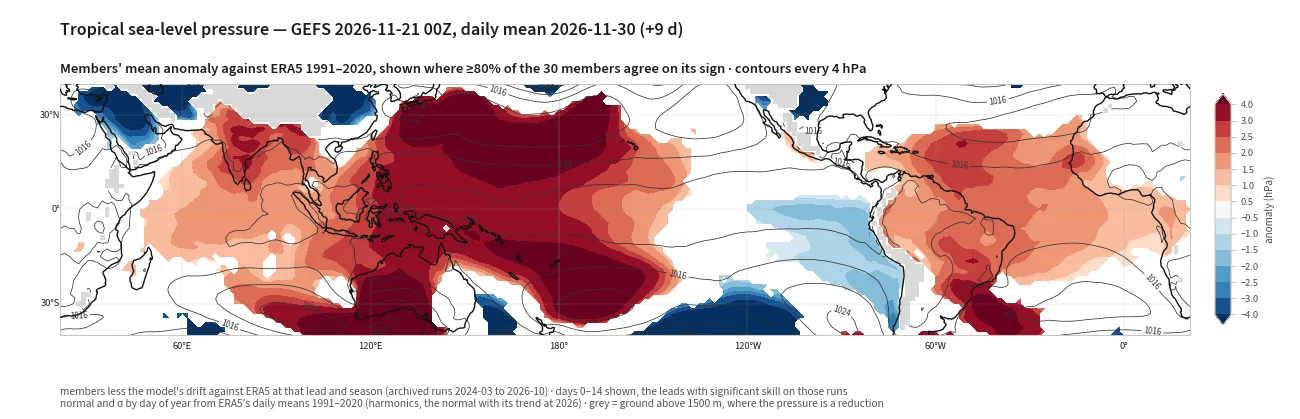 Tropical sea-level pressure — GEFS 2026-11-21 00Z, daily mean 2026-11-30 (+9 d)
Members' mean anomaly against ERA5 1991–2020, shown where ≥80% of the 30 members agree on its sign · contours every 4 hPa
30°N
0°
30°S
60°E
120°E
180°
120°W
60°W
0°
1016
1016
1016
1016
1016
1016
1016
1016
1016
1016
1016
1024
1016
1016
4.0
3.0
2.5
2.0
1.5
1.0
0.5
−0.5
−1.0
−1.5
−2.0
−2.5
−3.0
−4.0
anomaly (hPa)
members less the model's drift against ERA5 at that lead and season (archived runs 2024-03 to 2026-10) · days 0–14 shown, the leads with significant skill on those runs
normal and σ by day of year from ERA5's daily means 1991–2020 (harmonics, the normal with its trend at 2026) · grey = ground above 1500 m, where the pressure is a reduction